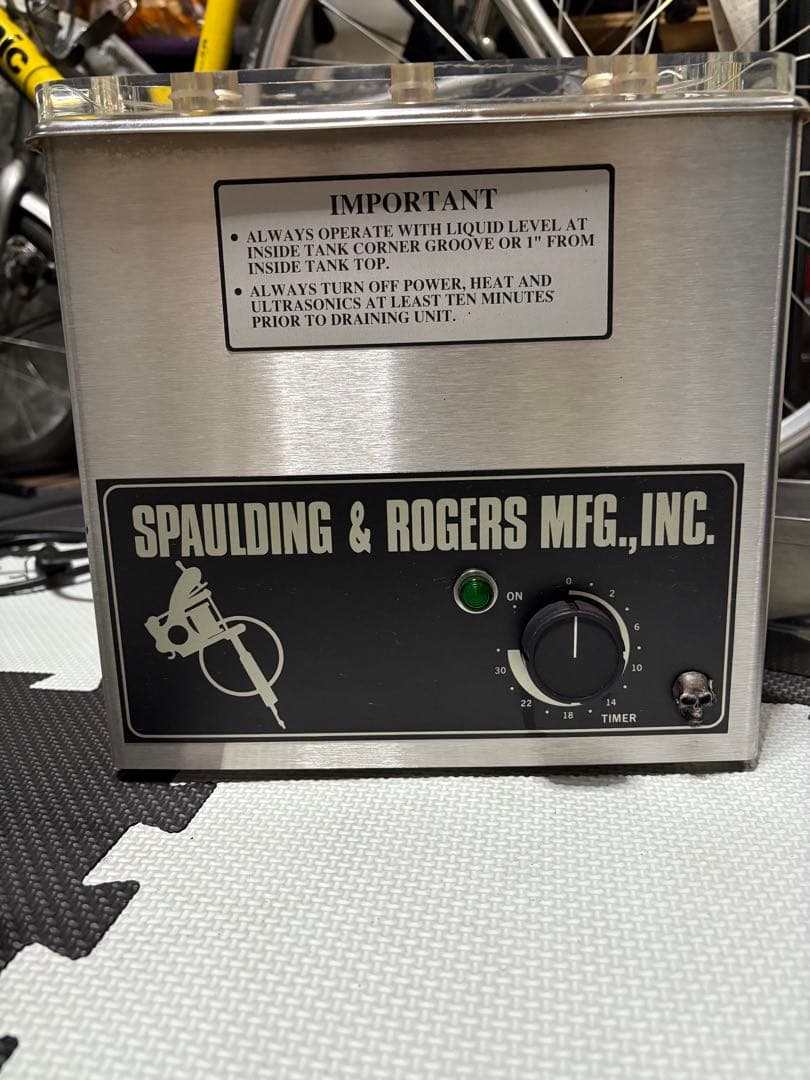 IC
IMPORTANT
• ALWAYS OPERATE WITH LIQUID LEVEL AT
INSIDE TANK CORNER GROOVE OR 1" FROM
INSIDE TANK TOP.
• ALWAYS TURN OFF POWER, HEAT AND
ULTRASONICS AT LEAST TEN MINUTES
PRIOR TO DRAINING UNIT.
SPAULDING & ROGERS MFG.,INC.
ON
0
2
6
10
14
18
22
30
TIMER